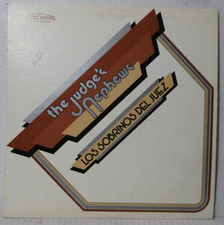 the Judge's
Nephews
LOS SOBRINOS DEL JUEZ